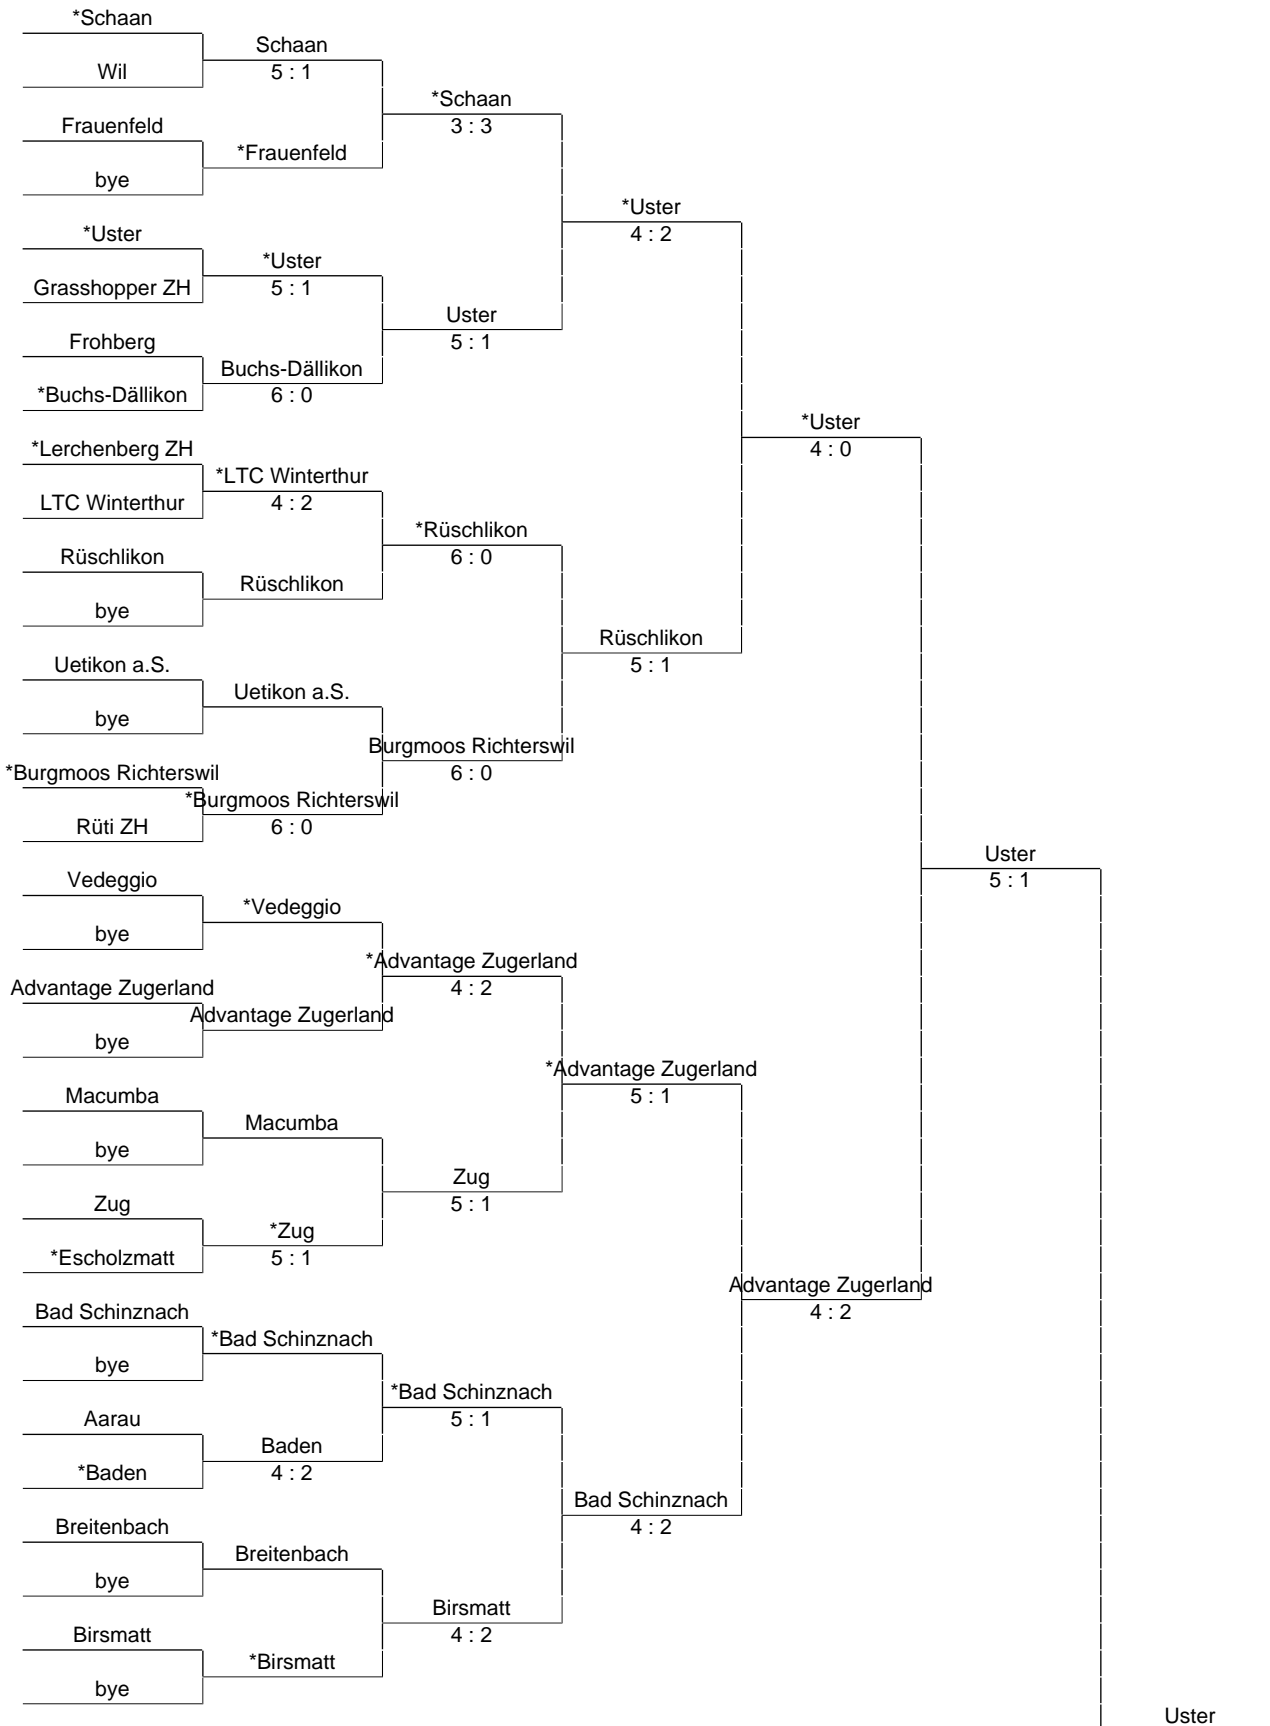 *Schaan
Schaan
Wil
5 : 1
*Schaan
Frauenfeld
3 : 3
*Frauenfeld
bye
*Uster
*Uster
4 : 2
*Uster
Grasshopper ZH
5 : 1
Uster
Frohberg
5 : 1
Buchs-Dällikon
*Buchs-Dällikon
6 : 0
*Uster
*Lerchenberg ZH
4 : 0
*LTC Winterthur
LTC Winterthur
4 : 2
*Rüschlikon
Rüschlikon
6 : 0
Rüschlikon
bye
Rüschlikon
Uetikon a.S.
5 : 1
Uetikon a.S.
bye
Burgmoos Richterswil
*Burgmoos Richterswil
6 : 0
*Burgmoos Richterswil
Rüti ZH
6 : 0
Uster
Vedeggio
5 : 1
*Vedeggio
bye
*Advantage Zugerland
Advantage Zugerland
4 : 2
Advantage Zugerland
bye
*Advantage Zugerland
Macumba
5 : 1
Macumba
bye
Zug
Zug
5 : 1
*Zug
*Escholzmatt
5 : 1
Advantage Zugerland
Bad Schinznach
4 : 2
*Bad Schinznach
bye
*Bad Schinznach
Aarau
5 : 1
Baden
*Baden
4 : 2
Bad Schinznach
Breitenbach
4 : 2
Breitenbach
bye
Birsmatt
Birsmatt
4 : 2
*Birsmatt
bye
Uster